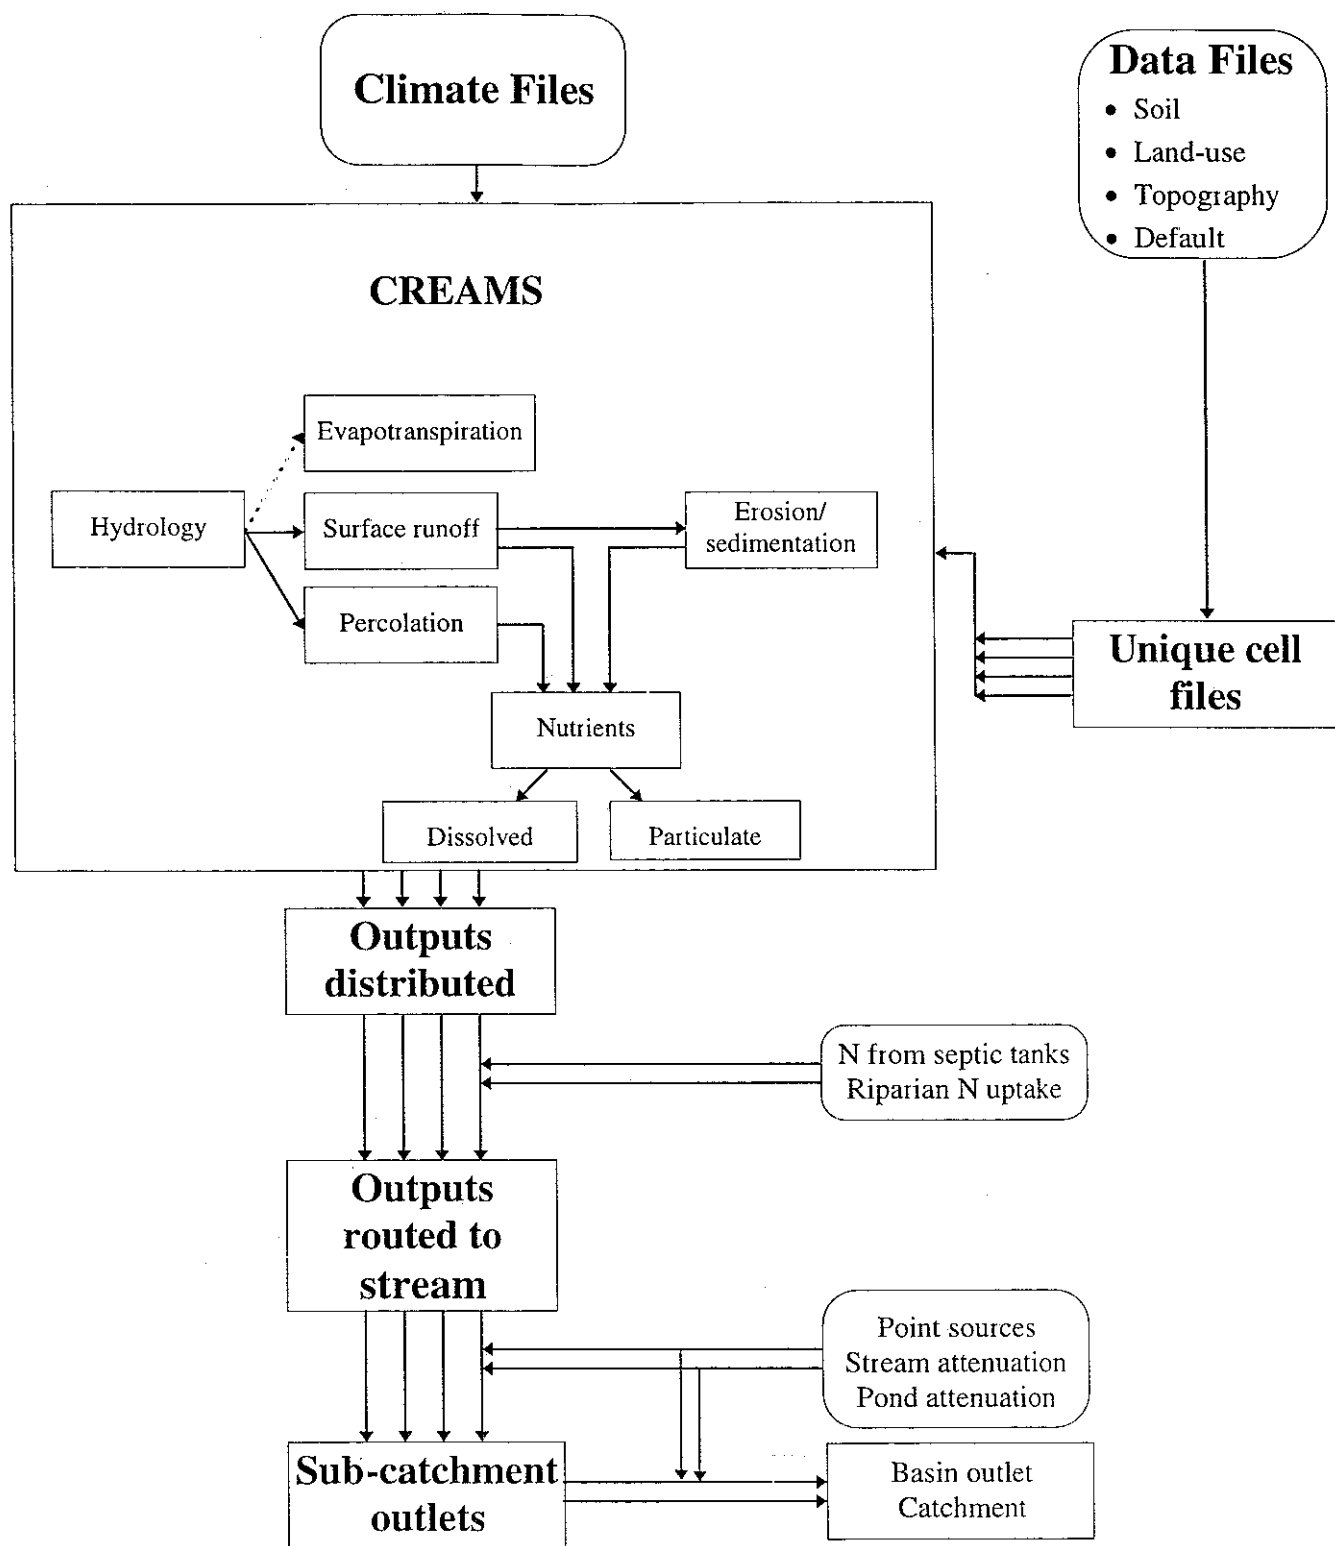 Climate Files
Data Files
• Soil
• Land-use
• Topography
• Default
CREAMS
Evapotranspiration
Hydrology
Surface runoff
Erosion/
sedimentation
Percolation
Unique cell
files
Nutrients
Dissolved
Particulate
Outputs
distributed
N from septic tanks
Riparian N uptake
Outputs
routed to
stream
Point sources
Stream attenuation
Pond attenuation
Sub-catchment
outlets
Basin outlet
Catchment